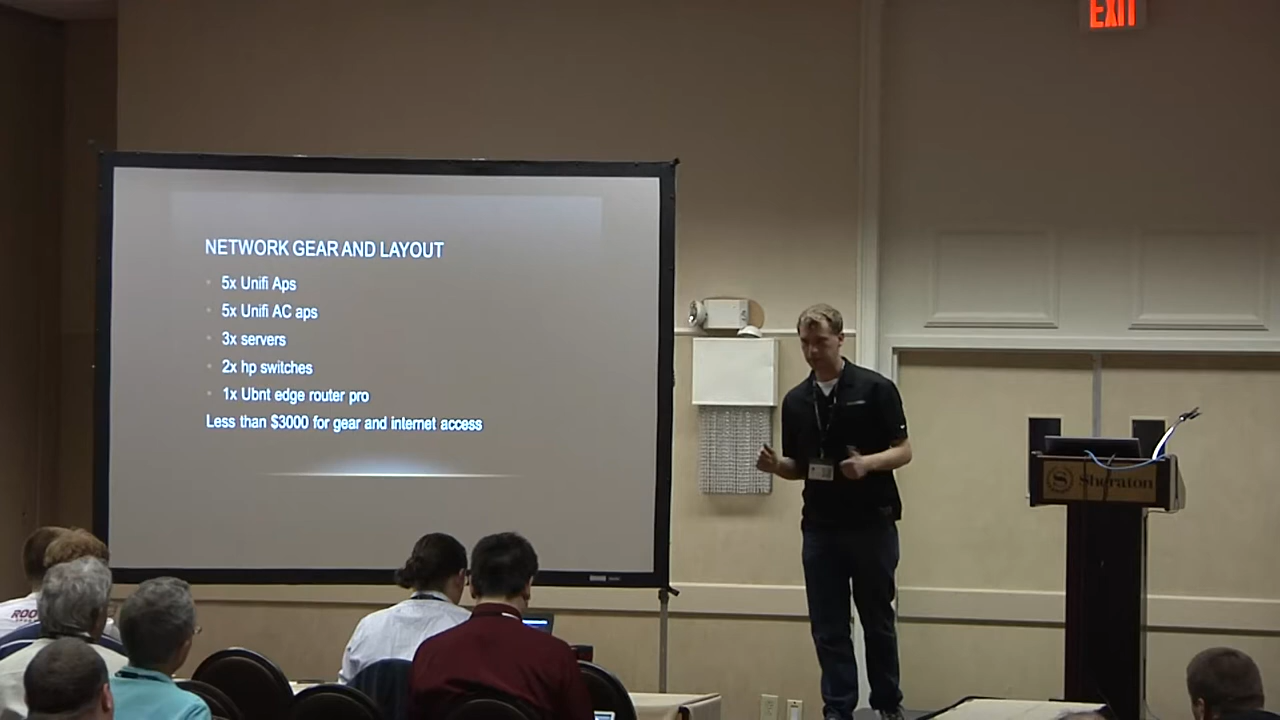 EXIT
NETWORK GEAR AND LAYOUT
5x Unifi Aps
5x Unifi AC aps
3x servers
2x hp switches
1x Ubnt edge router pro
Less than $3000 for gear and internet access
Sheraton
ROO